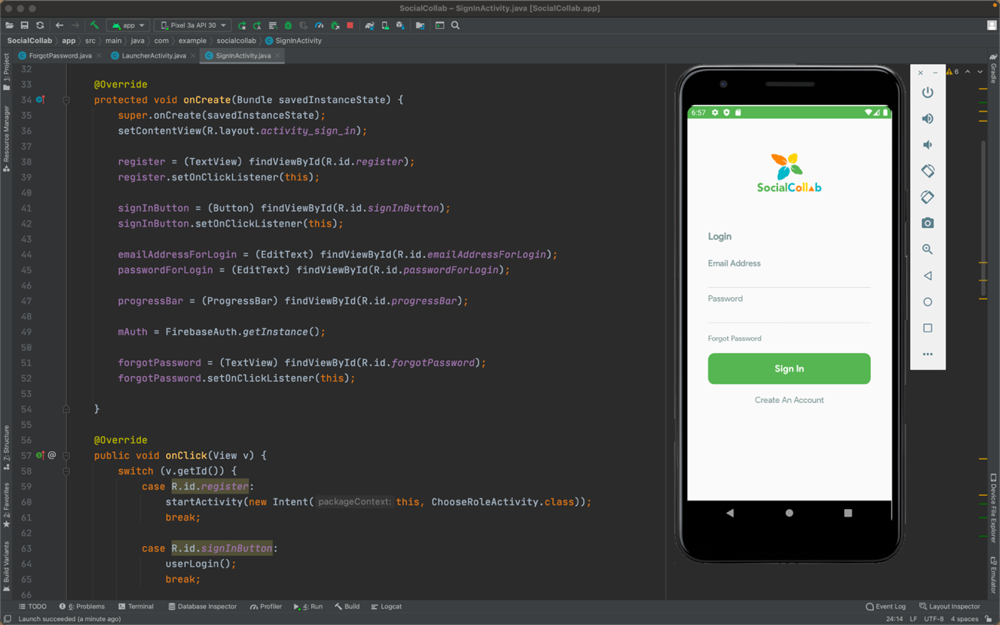 SocialCollab – SignInActivity.java [SocialCollab.app]
app
Pixel 3a API 30
SocialCollab
app
src
main
java
com
example
socialcollab
SignInActivity
ForgotPassword.java
LauncherActivity.java
SignInActivity.java
1: Project
Resource Manager
Z: Structure
2: Favorites
Build Variants
32
33 @Override
34 protected void onCreate(Bundle savedInstanceState) {
35 super.onCreate(savedInstanceState);
36 setContentView(R.layout.activity_sign_in);
37
38 register = (TextView) findViewById(R.id.register);
39 register.setOnClickListener(this);
40
41 signInButton = (Button) findViewById(R.id.signInButton);
42 signInButton.setOnClickListener(this);
43
44 emailAddressForLogin = (EditText) findViewById(R.id.emailAddressForLogin);
45 passwordForLogin = (EditText) findViewById(R.id.passwordForLogin);
46
47 progressBar = (ProgressBar) findViewById(R.id.progressBar);
48
49 mAuth = FirebaseAuth.getInstance();
50
51 forgotPassword = (TextView) findViewById(R.id.forgotPassword);
52 forgotPassword.setOnClickListener(this);
53
54 }
55
56 @Override
57 @ public void onClick(View v) {
58 switch (v.getId()) {
59 case R.id.register:
60 startActivity(new Intent( packageContext: this, ChooseRoleActivity.class));
61 break;
62
63 case R.id.signInButton:
64 userLogin();
65 break;
66
6:57
SocialCollab
Login
Email Address
Password
Forgot Password
Sign In
Create An Account
6
Gradle
Device File Explorer
Emulator
TODO
6: Problems
Terminal
Database Inspector
Profiler
4: Run
Build
Logcat
Event Log
Layout Inspector
Launch succeeded (a minute ago)
24:14
LF
UTF-8
4 spaces